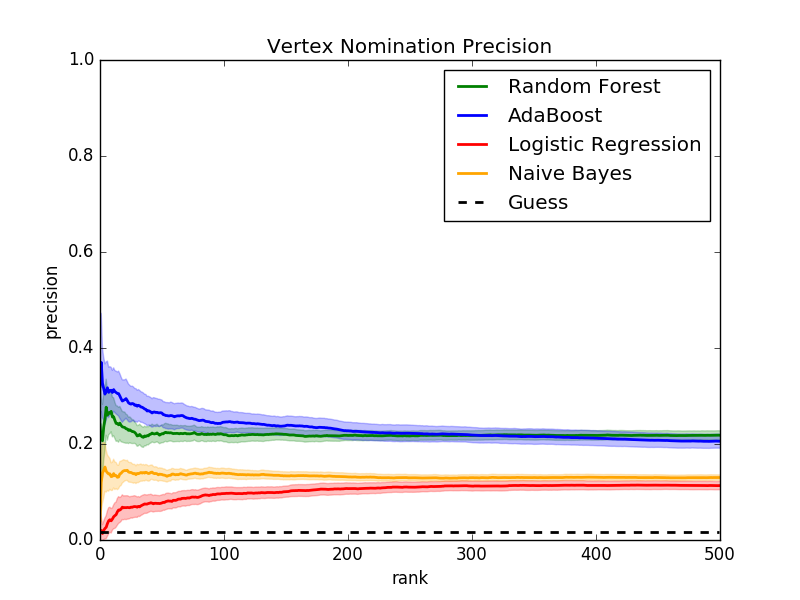 Vertex Nomination Precision
1.0
0.8
0.6
0.4
0.2
0.0
precision
Random Forest
AdaBoost
Logistic Regression
Naive Bayes
Guess
0
100
200
300
400
500
rank